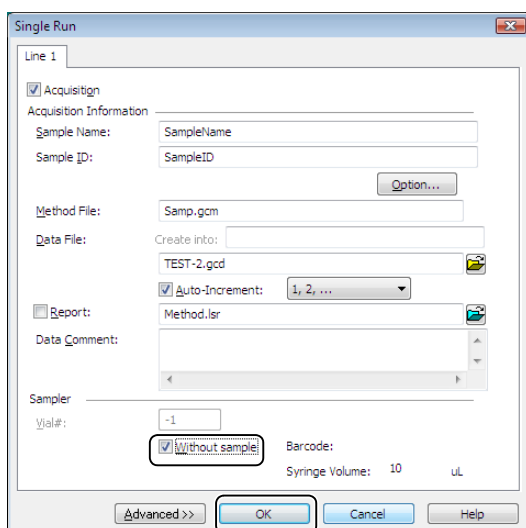 Single Run
Line 1
Acquisition
Acquisition Information
Sample Name: SampleName
Sample ID: SampleID
Option...
Method File: Samp.gcm
Data File: Create into:
TEST-2.gcd
Auto-Increment: 1, 2, ...
Report: Method.lsr
Data Comment:
Sampler
Vial#: -1
Without sample Barcode:
Syringe Volume: 10 uL
Advanced >> OK Cancel Help